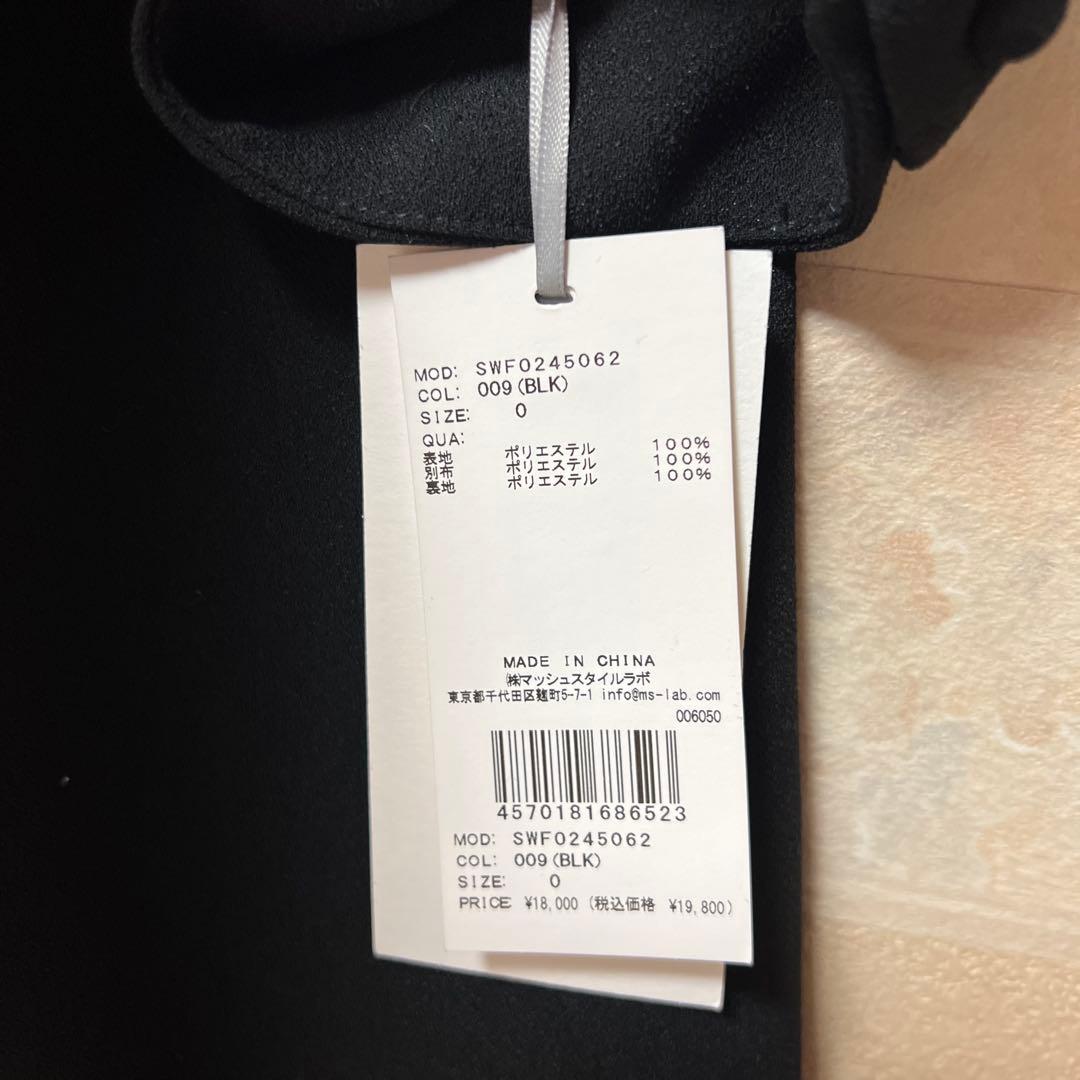 MOD: SWF0245062
COL: 009(BLK)
SIZE: 0
QUA:
表地 ポリエステル 100%
別布 ポリエステル 100%
裏地 ポリエステル 100%
MADE IN CHINA
㈱マッシュスタイルラボ
東京都千代田区麹町5-7-1 info@ms-lab.com
006050
4570181686523
MOD: SWF0245062
COL: 009(BLK)
SIZE: 0
PRICE: ¥18,000 (税込価格 ¥19,800)